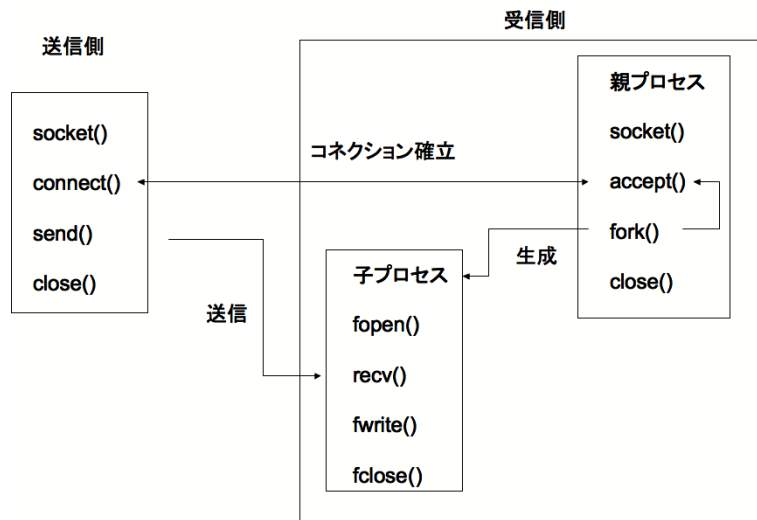 受信側
送信側
socket()
connect()
send()
close()
コネクション確立
親プロセス
socket()
accept()
fork()
close()
生成
送信
子プロセス
fopen()
recv()
fwrite()
fclose()